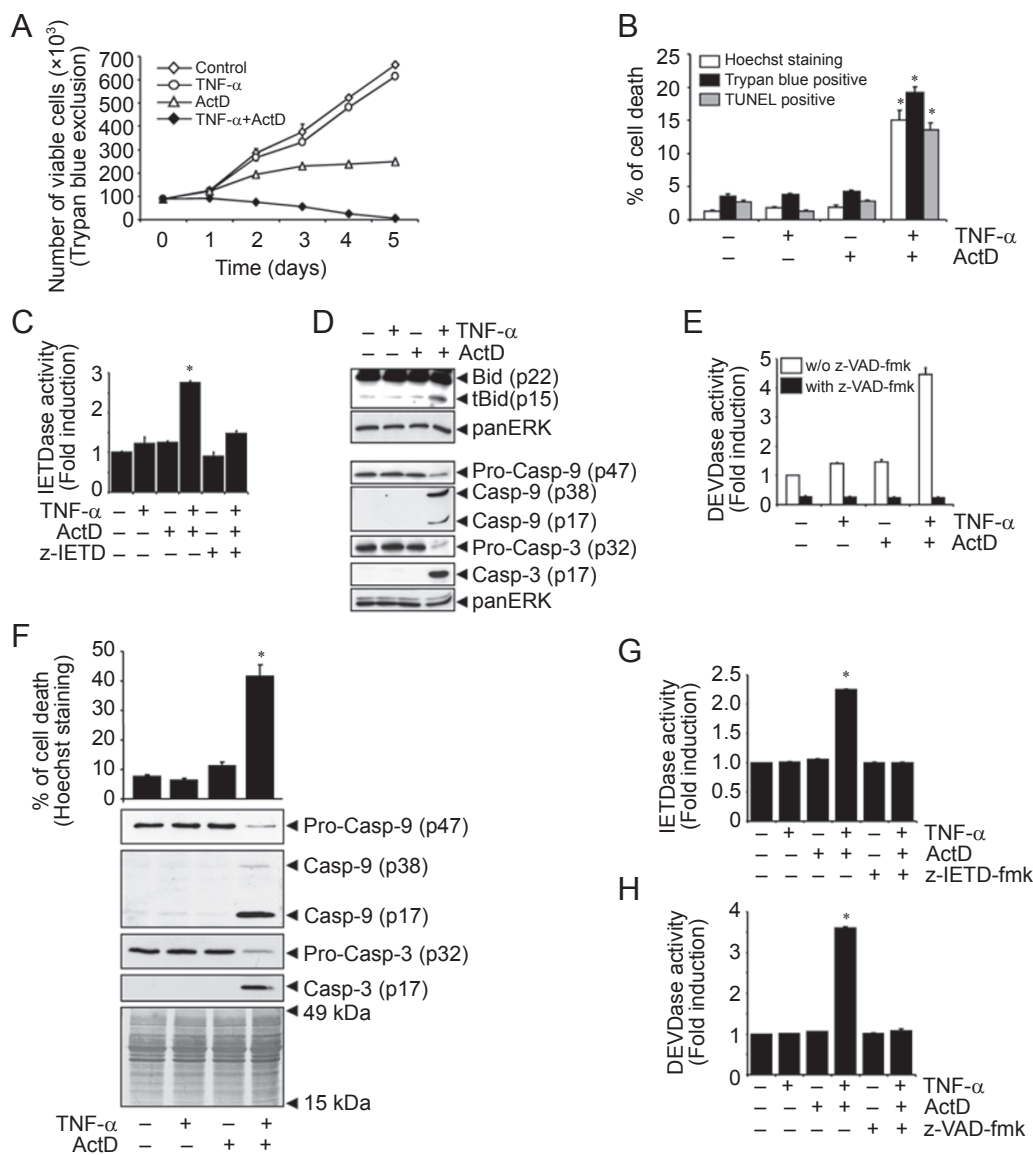 A
Number of viable cells (×10³)
(Trypan blue exclusion)
700
600
500
400
300
200
100
0
Control
TNF-α
ActD
TNF-α+ActD
0 1 2 3 4 5
Time (days)
B
% of cell death
25
20
15
10
5
0
Hoechst staining
Trypan blue positive
TUNEL positive
* * *
– + – + TNF-α
– – + + ActD
C
IETDase activity
(Fold induction)
3
2
1
0
*
TNF-α – + – + – +
ActD – – + + – +
z-IETD – – – – + +
D
– + – + TNF-α
– – + + ActD
Bid (p22)
tBid(p15)
panERK
Pro-Casp-9 (p47)
Casp-9 (p38)
Casp-9 (p17)
Pro-Casp-3 (p32)
Casp-3 (p17)
panERK
E
DEVDase activity
(Fold induction)
5
4
3
2
1
0
w/o z-VAD-fmk
with z-VAD-fmk
– + – + TNF-α
– – + + ActD
F
% of cell death
(Hoechst staining)
50
40
30
20
10
0
*
Pro-Casp-9 (p47)
Casp-9 (p38)
Casp-9 (p17)
Pro-Casp-3 (p32)
Casp-3 (p17)
49 kDa
15 kDa
TNF-α – + – +
ActD – – + +
G
IETDase activity
(Fold induction)
2.5
2.0
1.5
1.0
0.5
0
*
– + – + – + TNF-α
– – + + – + ActD
– – – – + + z-IETD-fmk
H
DEVDase activity
(Fold induction)
4
3
2
1
0
*
– + – + – + TNF-α
– – + + – + ActD
– – – – + + z-VAD-fmk